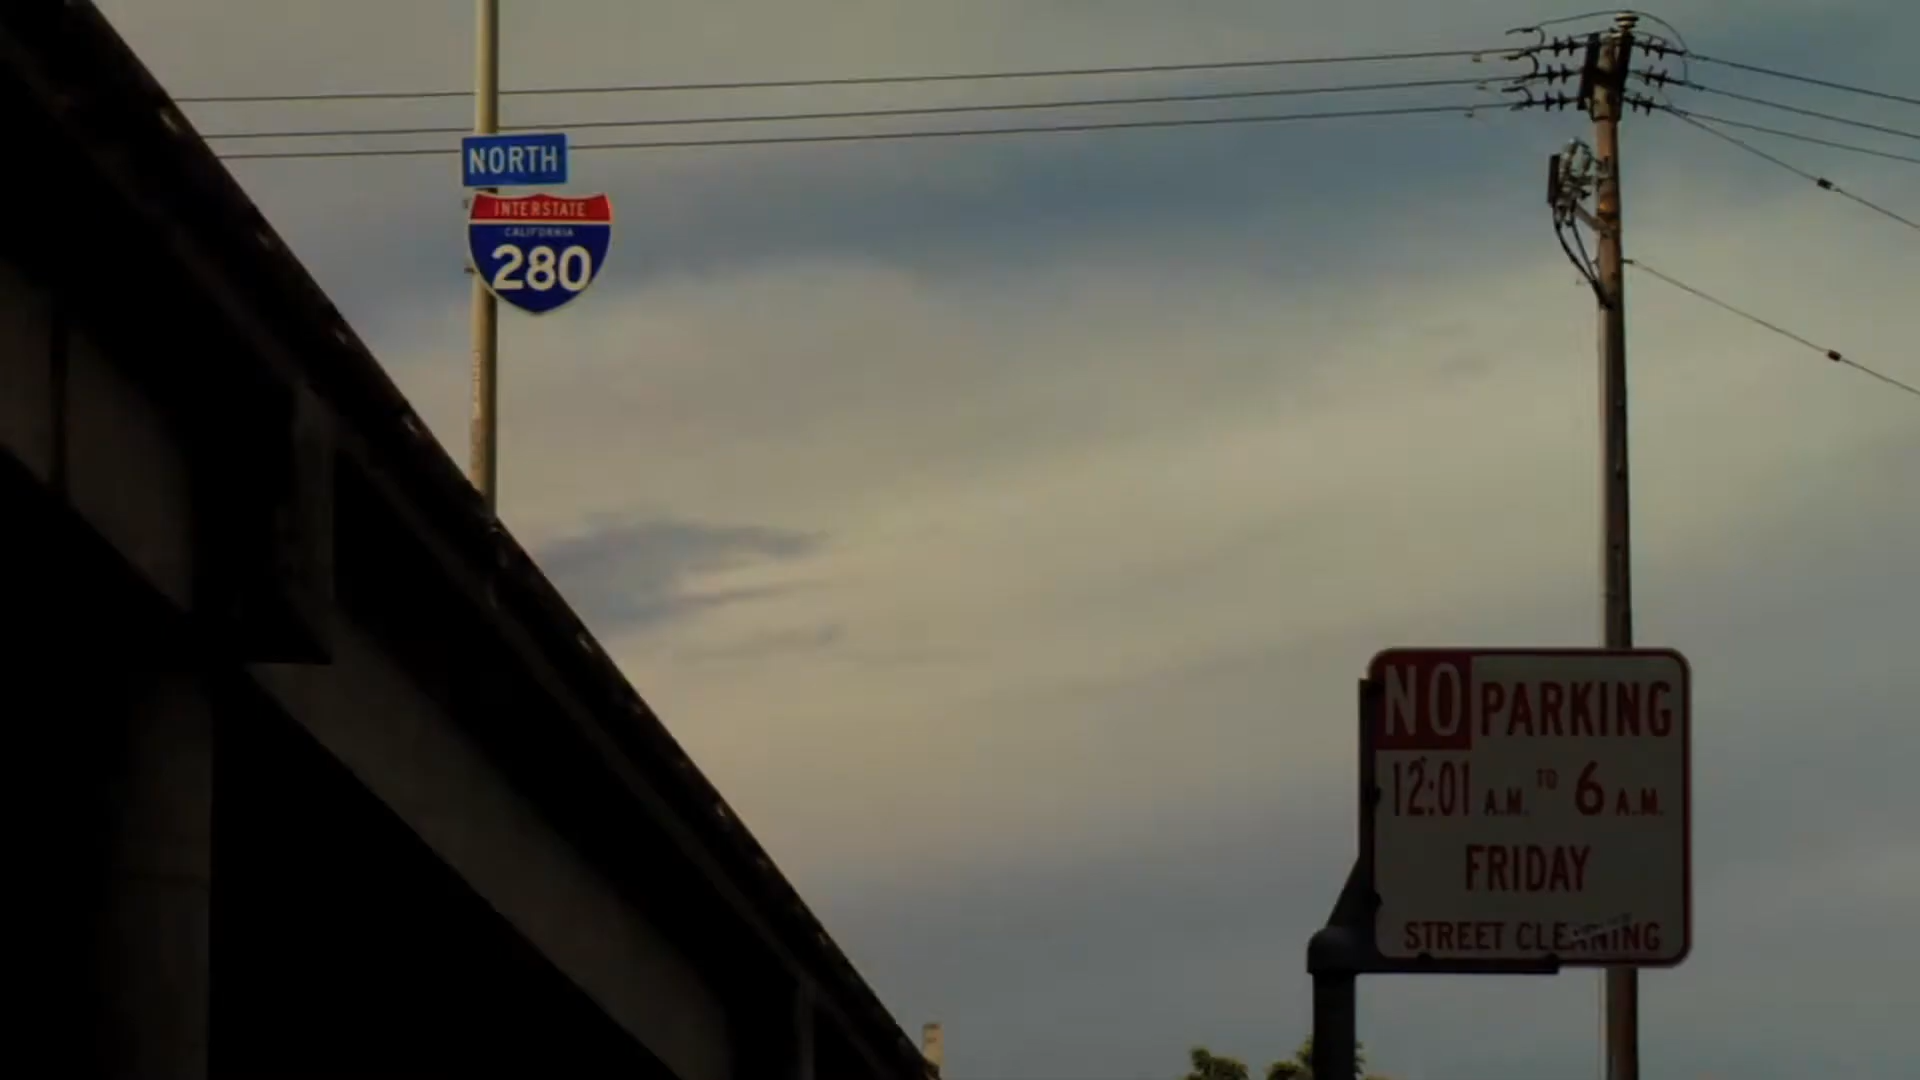 NORTH
INTERSTATE
CALIFORNIA
280
NO PARKING
12:01 A.M. TO 6 A.M.
FRIDAY
STREET CLEANING